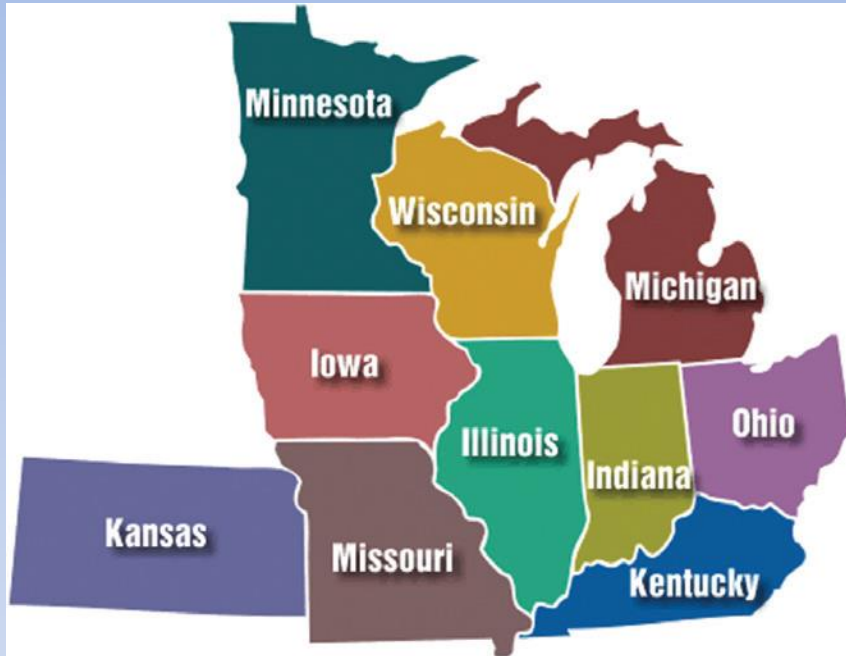 Minnesota
Wisconsin
Michigan
Iowa
Illinois
Indiana
Ohio
Kansas
Missouri
Kentucky